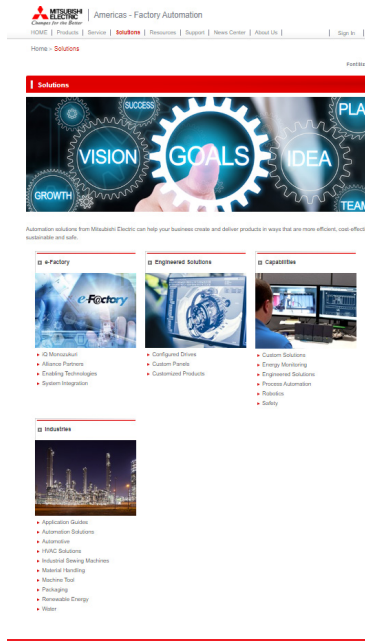 MITSUBISHI ELECTRIC
Changes for the Better
Americas - Factory Automation
HOME | Products | Service | Solutions | Resources | Support | News Center | About Us | | Sign In |
Home > Solutions
Solutions
SUCCESS
VISION
GOALS
IDEA
GROWTH
Automation solutions from Mitsubishi Electric can help your business create and deliver products in ways that are more efficient,
sustainable and safe.
e-Factory
e-F@ctory
iQ Monozukuri
Alliance Partners
Enabling Technologies
System Integration
Engineered Solutions
Configured Drives
Custom Panels
Customized Products
Capabilities
Custom Solutions
Energy Monitoring
Engineered Solutions
Process Automation
Robotics
Safety
Industries
Application Guides
Automation Solutions
Automotive
HVAC Solutions
Industrial Sewing Machines
Material Handling
Machine Tool
Packaging
Renewable Energy
Water